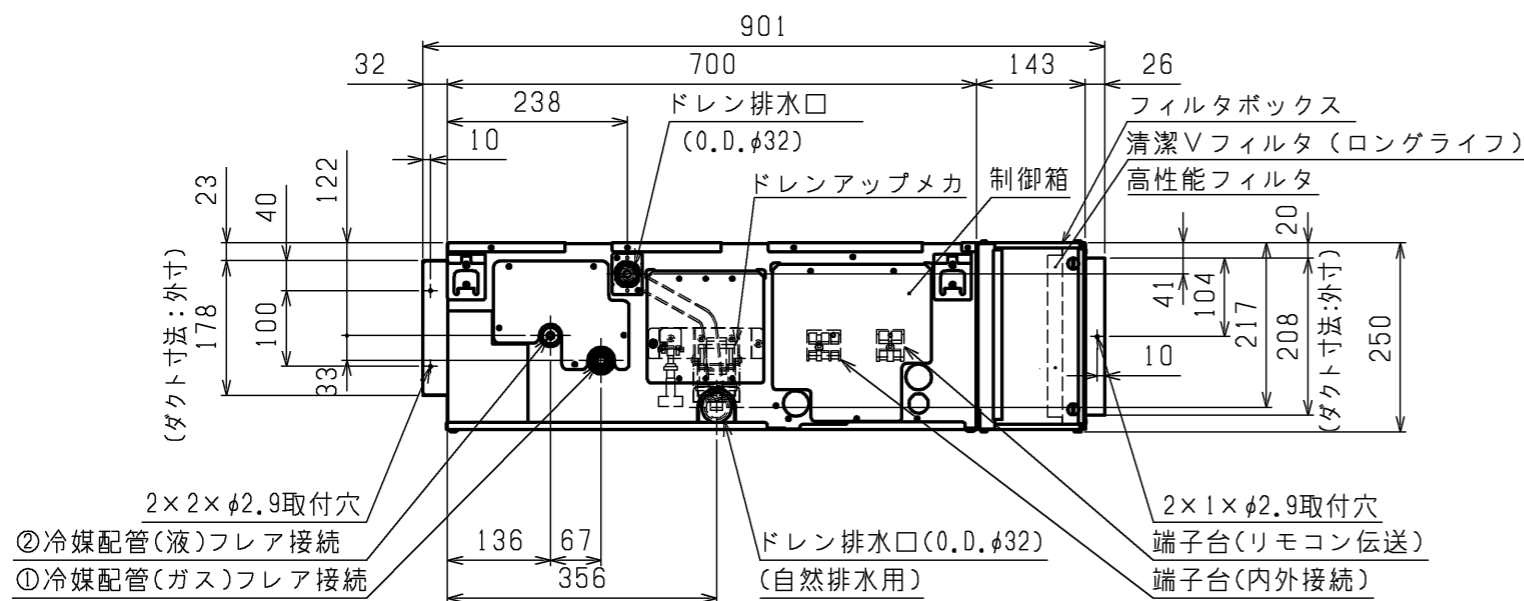 901
32
700
143
26
238
ドレン排水口
(O.D.φ32)
10
フィルタボックス
清潔Vフィルタ(ロングライフ)
高性能フィルタ
ドレンアップメカ
制御箱
23
40
122
20
(ダクト寸法:外寸)
178
100
33
41
104
217
208
(ダクト寸法:外寸)
250
10
2×2×φ2.9取付穴
②冷媒配管(液)フレア接続
①冷媒配管(ガス)フレア接続
136
67
356
ドレン排水口(O.D.φ32)
(自然排水用)
2×1×φ2.9取付穴
端子台(リモコン伝送)
端子台(内外接続)